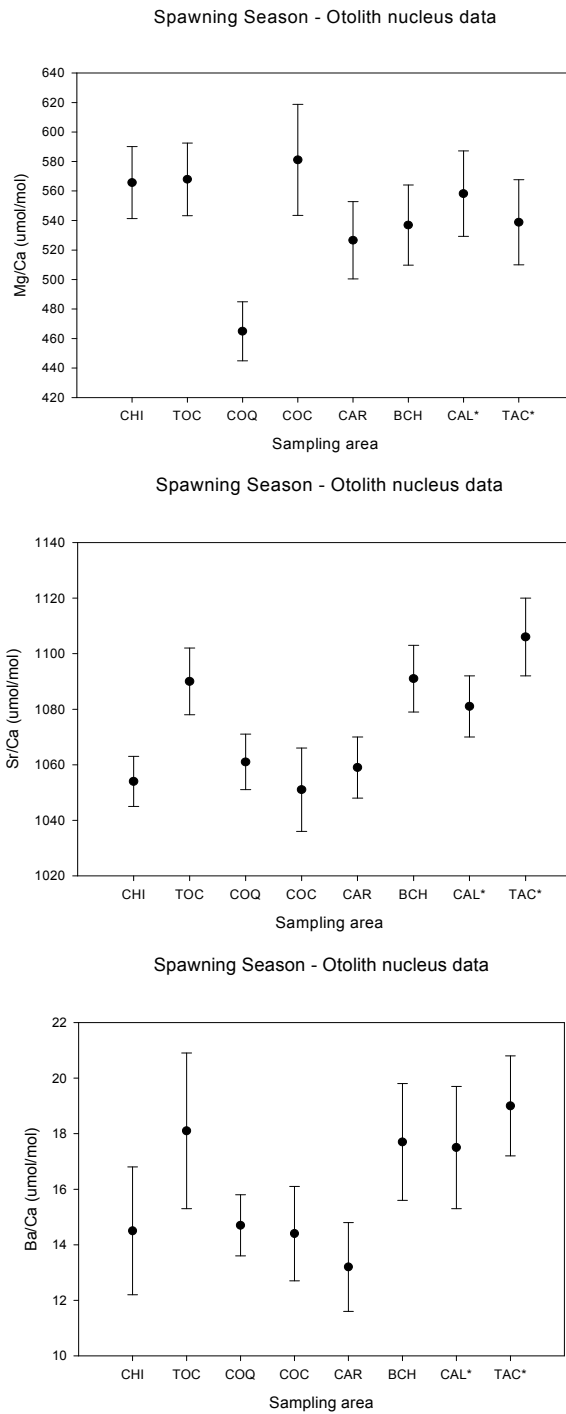 Spawning Season - Otolith nucleus data
640
620
600
580
560
540
520
500
480
460
440
420
Mg/Ca (umol/mol)
CHI TOC COQ COC CAR BCH CAL* TAC*
Sampling area
Spawning Season - Otolith nucleus data
1140
1120
1100
1080
1060
1040
1020
Sr/Ca (umol/mol)
CHI TOC COQ COC CAR BCH CAL* TAC*
Sampling area
Spawning Season - Otolith nucleus data
22
20
18
16
14
12
10
Ba/Ca (umol/mol)
CHI TOC COQ COC CAR BCH CAL* TAC*
Sampling area